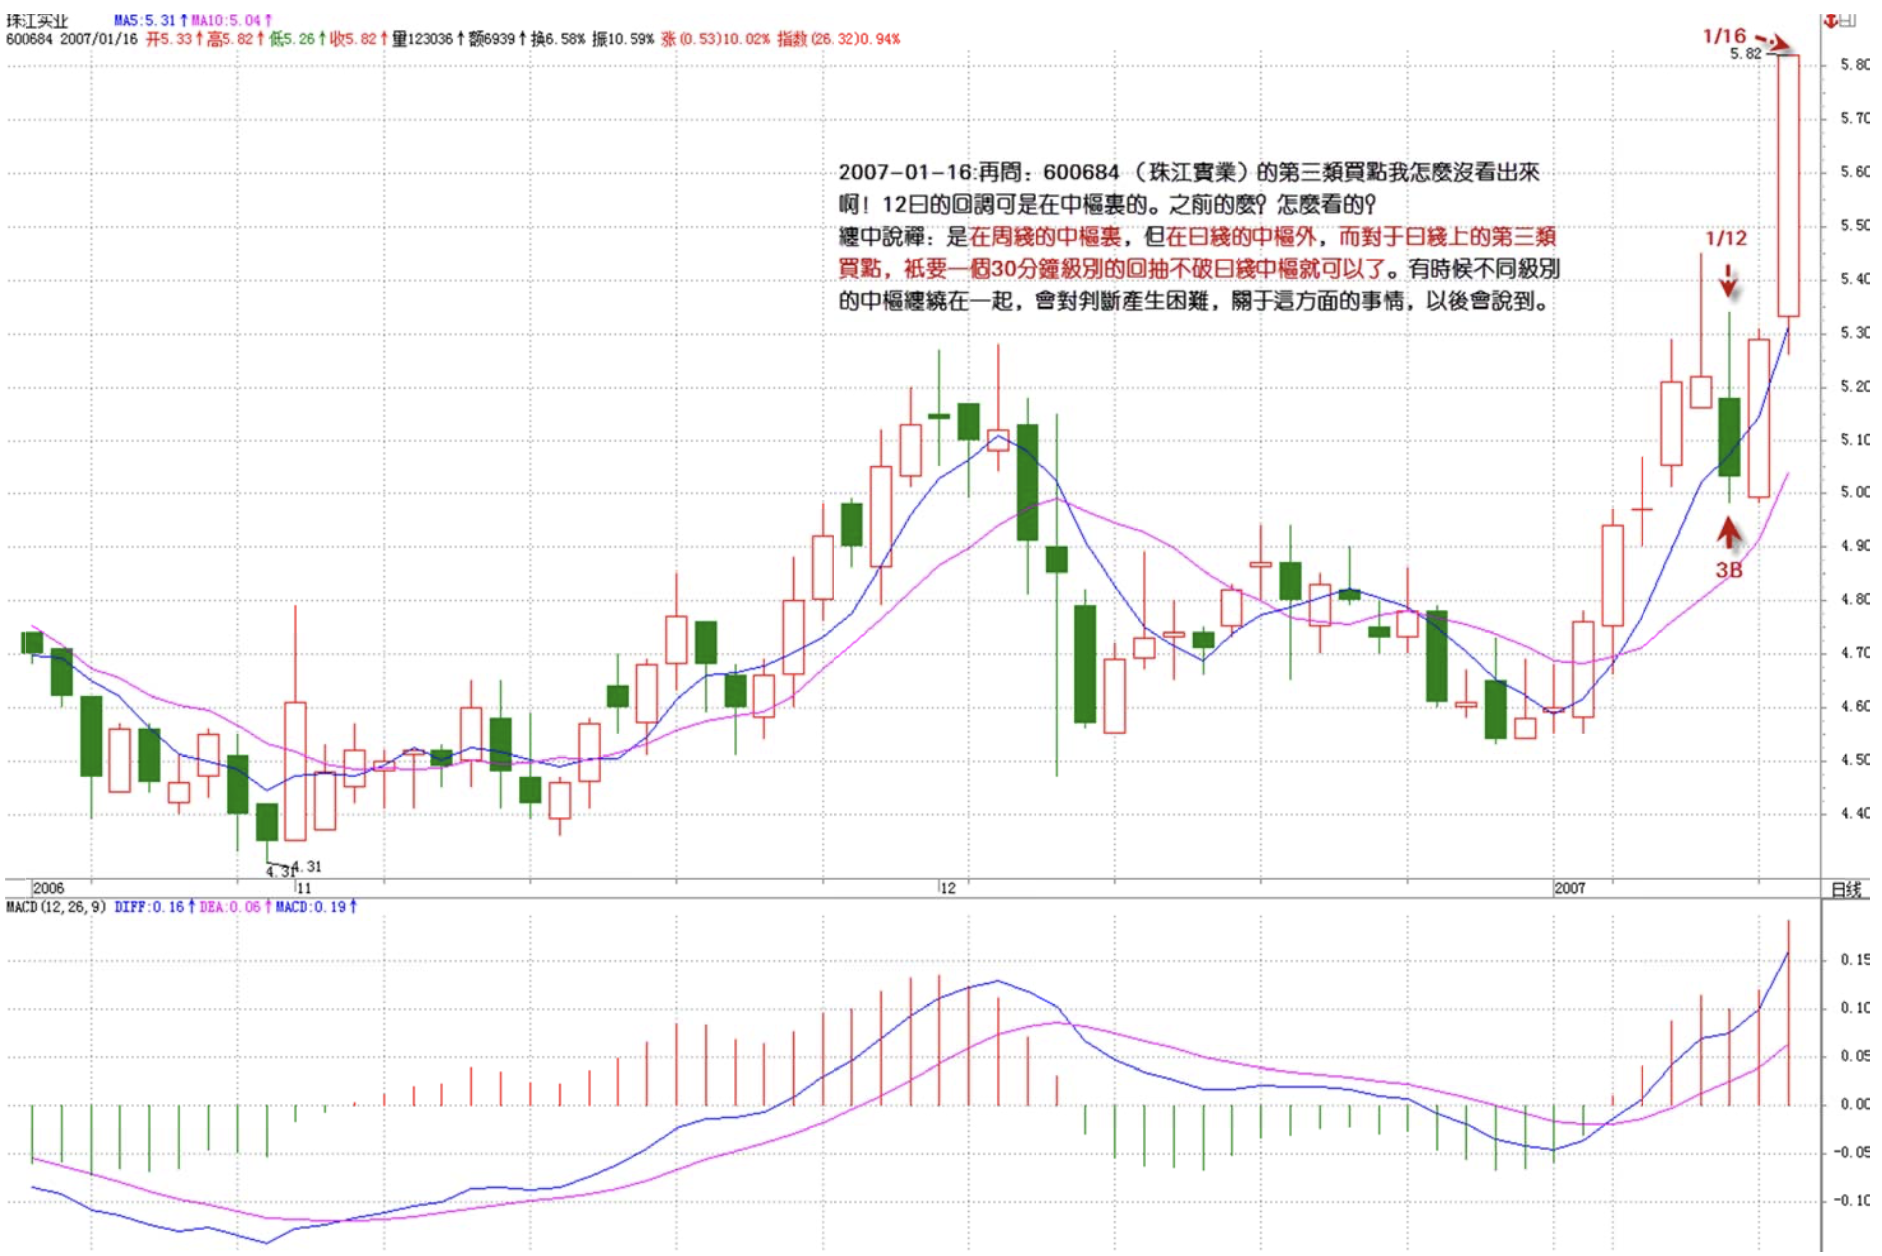 珠江实业 MA5:5.31↑MA10:5.04↑ 日
600684 2007/01/16 开5.33↑高5.82↑低5.26↑收5.82↑量123036↑额6939↑换6.58% 振10.59% 涨(0.53)10.02% 指数(26.32)0.94%
1/16
5.82
5.80
5.70
2007-01-16:再問：600684 （珠江實業）的第三類買點我怎麼沒看出來
啊！12日的回調可是在中樞裏的。之前的麼？怎麼看的？
纏中說禪：是在周綫的中樞裏，但在日綫的中樞外，而對于日綫上的第三類
買點，衹要一個30分鐘級別的回抽不破日綫中樞就可以了。有時候不同級別
的中樞纏繞在一起，會對判斷產生困難，關于這方面的事情，以後會說到。
5.60
5.50
1/12
5.40
5.30
5.20
5.10
5.00
4.90
3B
4.80
4.70
4.60
4.50
4.40
4.31 4.31
2006 11 12 2007 日线
MACD(12,26,9) DIFF:0.16↑DEA:0.06↑MACD:0.19↑
0.15
0.10
0.05
0.00
-0.05
-0.10